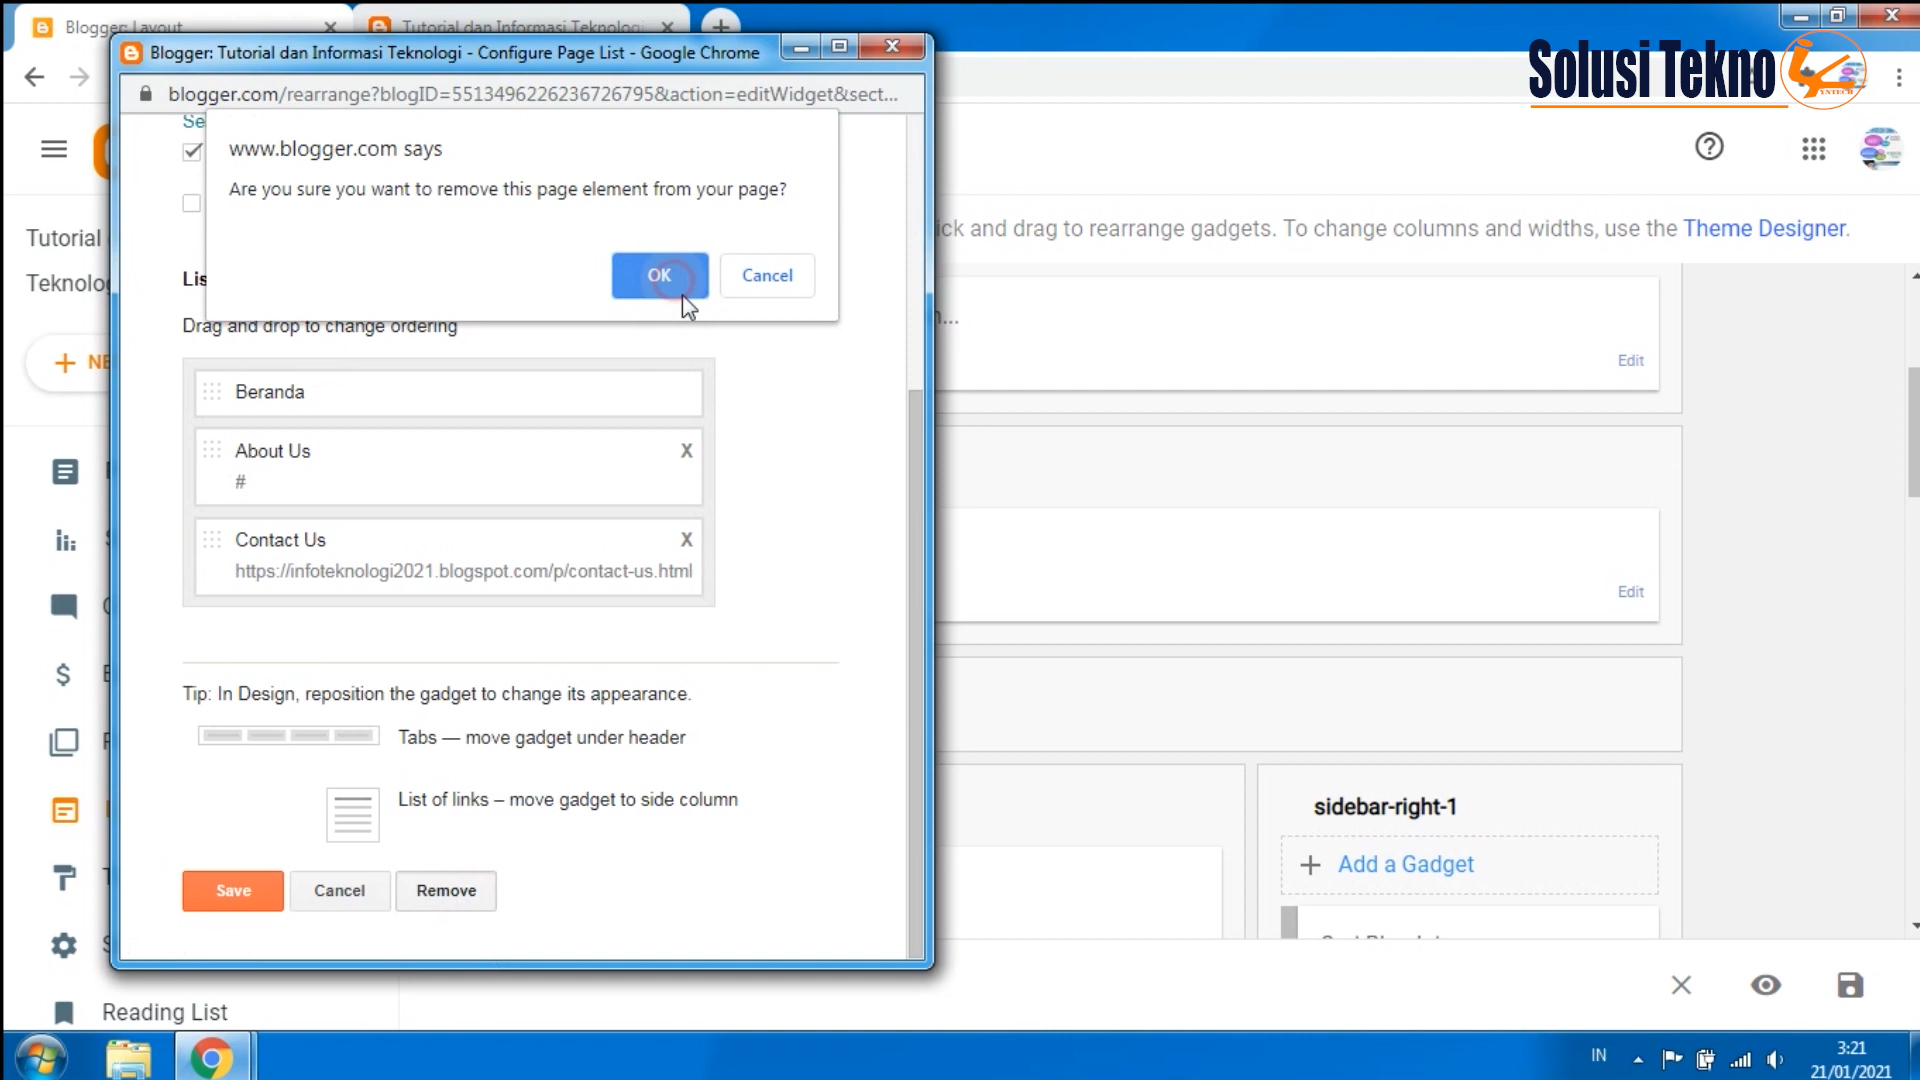 Blogger Layout
Tutorial dan Informasi Teknologi
Blogger: Tutorial dan Informasi Teknologi - Configure Page List - Google Chrome
blogger.com/rearrange?blogID=5513496226236726795&action=editWidget&sect...
Solusi Tekno
YNTECH
www.blogger.com says
Are you sure you want to remove this page element from your page?
OK
Cancel
Drag and drop to change ordering
Beranda
About Us
X
#
Contact Us
X
https://infoteknologi2021.blogspot.com/p/contact-us.html
Tip: In Design, reposition the gadget to change its appearance.
Tabs — move gadget under header
List of links – move gadget to side column
Save
Cancel
Remove
Tutorial
and drag to rearrange gadgets. To change columns and widths, use the Theme Designer.
Edit
Edit
sidebar-right-1
+ Add a Gadget
Reading List
IN
3:21
21/01/2021